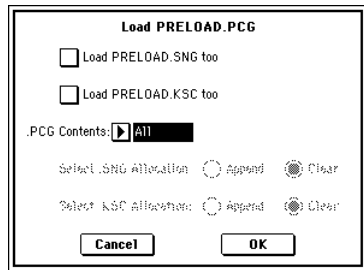 Load PRELOAD.PCG
Load PRELOAD.SNG too
Load PRELOAD.KSC too
.PCG Contents: All
Select .SNG Allocation: Append Clear
Select .KSC Allocation: Append Clear
Cancel OK